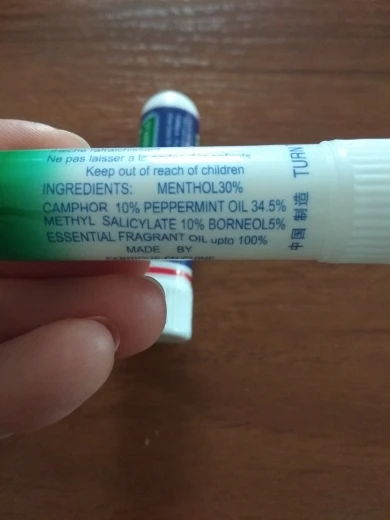 Ne pas laisser a la
Keep out of reach of children
INGREDIENTS: MENTHOL30%
CAMPHOR 10% PEPPERMINT OIL 34.5%
METHYL SALICYLATE 10% BORNEOL5%
ESSENTIAL FRAGRANT OIL upto 100%
MADE BY
中国 制造 TURN